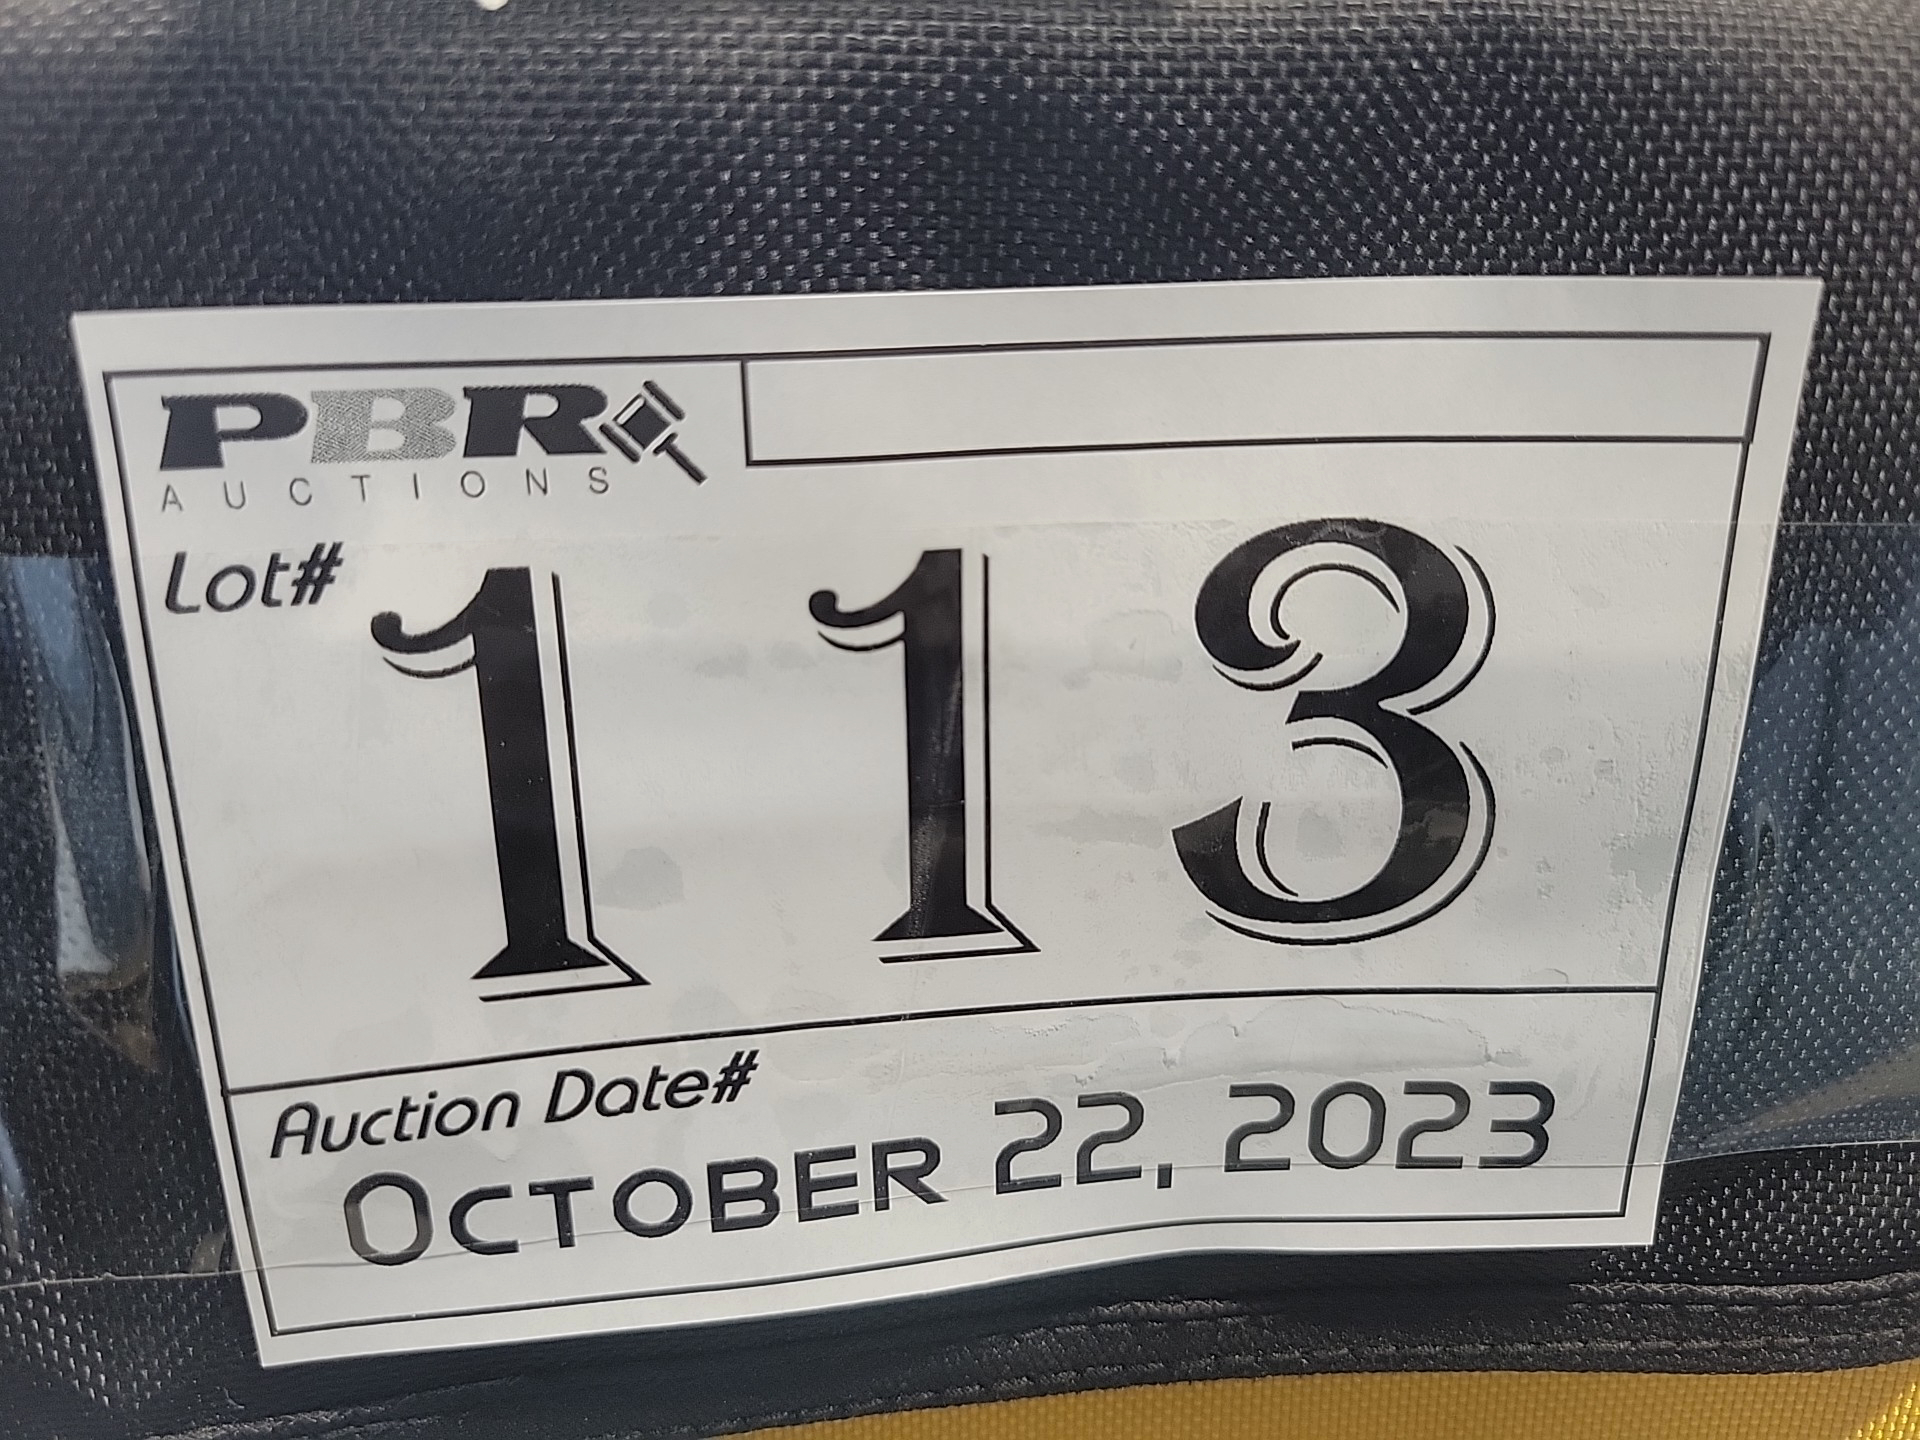 PBR
AUCTIONS
Lot#
113
Auction Date#
OCTOBER 22, 2023